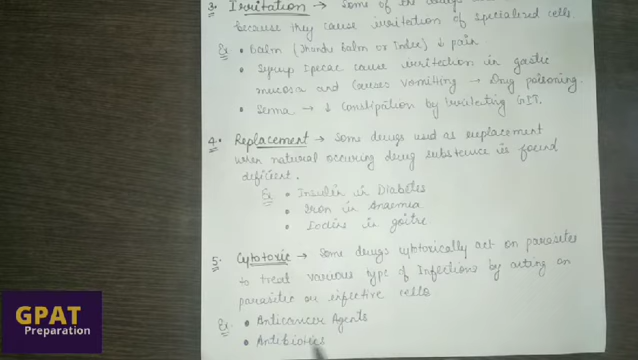 3. Irritation → Some of the drugs
because they cause irritation of specialized cells
Ex • Balm (Jhandu Balm or Iodex) ↓ pain
• Syrup Ipecac cause irritection in gastic
mucosa and causes vomiting → Drug poisoning.
• Senna → ↓ Constipation by irritating GIT.
4. Replacement → Some drugs used as replacement
when natural occuring drug substance is found
deficient.
Ex • Insulin in Diabetes
• Iron in Anaemia
• Iodine in goitre
5. Cytotoxic → Some drugs cytotoxically act on parasites
to treat various type of Infections by acting on
parasites or cells
Ex • Anticancer Agents
• Antibiotics
GPAT
Preparation